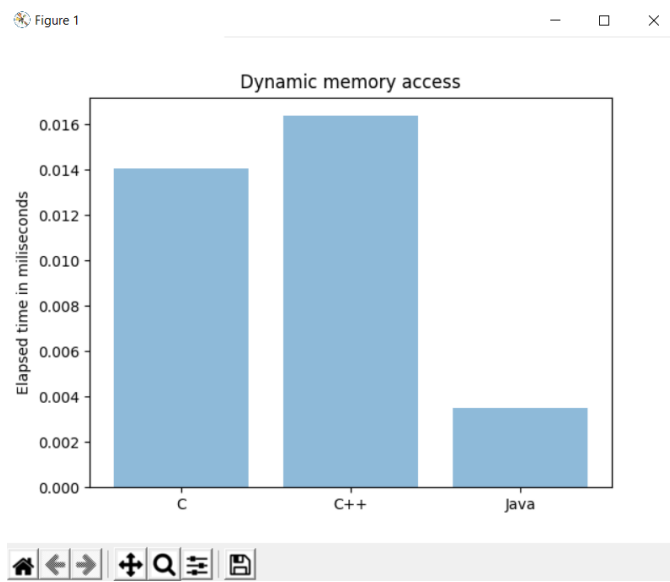 Figure 1
Dynamic memory access
Elapsed time in miliseconds
0.016
0.014
0.012
0.010
0.008
0.006
0.004
0.002
0.000
C
C++
Java